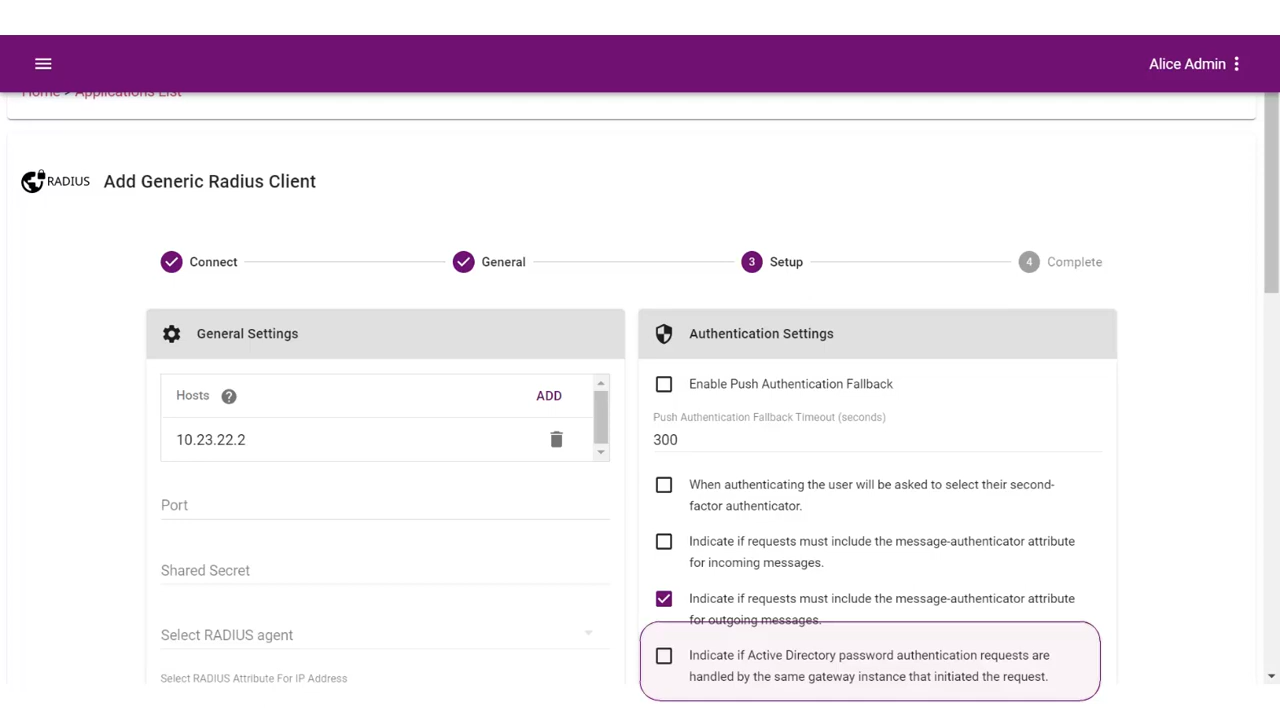 Alice Admin
Home > Applications List
RADIUS Add Generic Radius Client
Connect
General
3 Setup
4 Complete
General Settings
Hosts ? ADD
10.23.22.2
Port
Shared Secret
Select RADIUS agent
Select RADIUS Attribute For IP Address
Authentication Settings
Enable Push Authentication Fallback
Push Authentication Fallback Timeout (seconds)
300
When authenticating the user will be asked to select their second-
factor authenticator.
Indicate if requests must include the message-authenticator attribute
for incoming messages.
Indicate if requests must include the message-authenticator attribute
for outgoing messages.
Indicate if Active Directory password authentication requests are
handled by the same gateway instance that initiated the request.